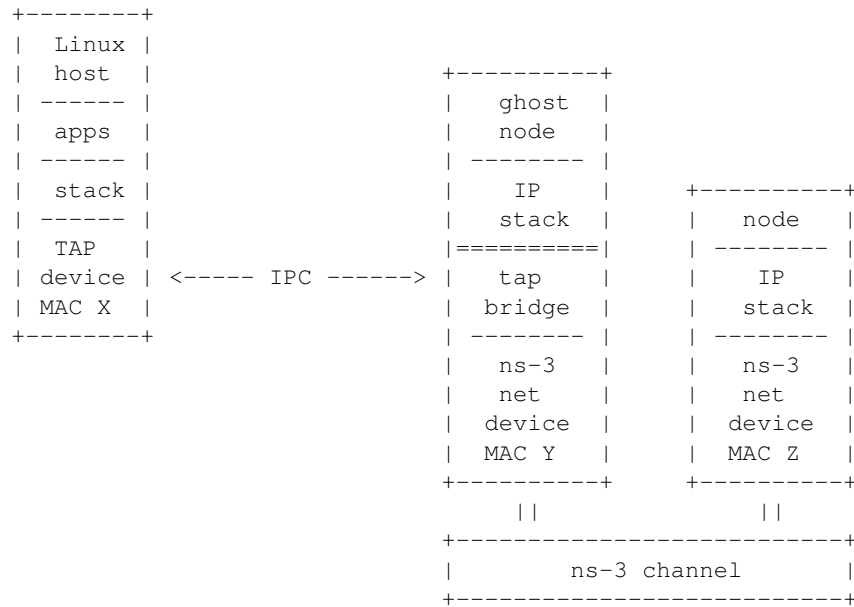 Linux
host
apps
stack
TAP
device
MAC X
<----- IPC ------>
ghost
node
IP
stack
tap
bridge
ns-3
net
device
MAC Y
node
IP
stack
ns-3
net
device
MAC Z
ns-3 channel